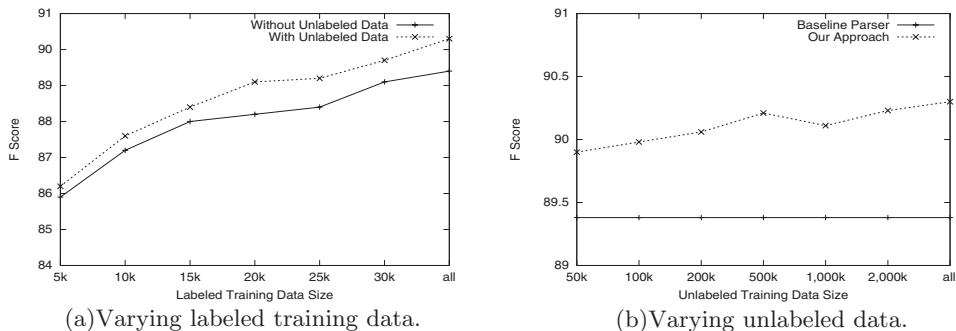 91
90
89
88
87
86
85
84
F Score
Without Unlabeled Data
With Unlabeled Data
5k 10k 15k 20k 25k 30k all
Labeled Training Data Size
(a)Varying labeled training data.
91
90.5
90
89.5
89
F Score
Baseline Parser
Our Approach
50k 100k 200k 500k 1,000k 2,000k all
Unlabeled Training Data Size
(b)Varying unlabeled data.